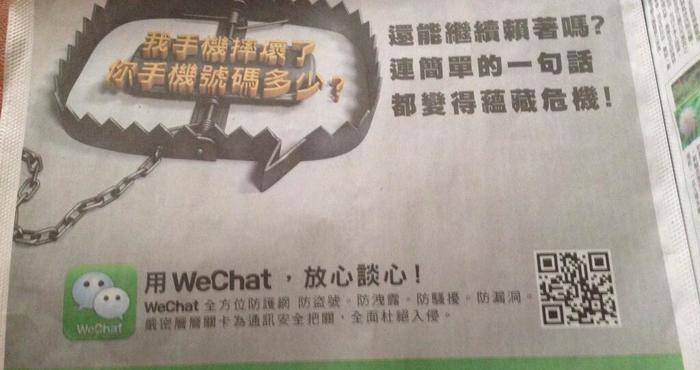 我手機摔壞了
你手機號碼多少?
還能繼續賴著嗎?
連簡單的一句話
都變得蘊藏危機!
用 WeChat,放心談心!
WeChat 全方位防護網 防盜號。防洩露。防騷擾。防漏洞。
嚴密層層關卡為通訊安全把關,全面杜絕入侵。
WeChat